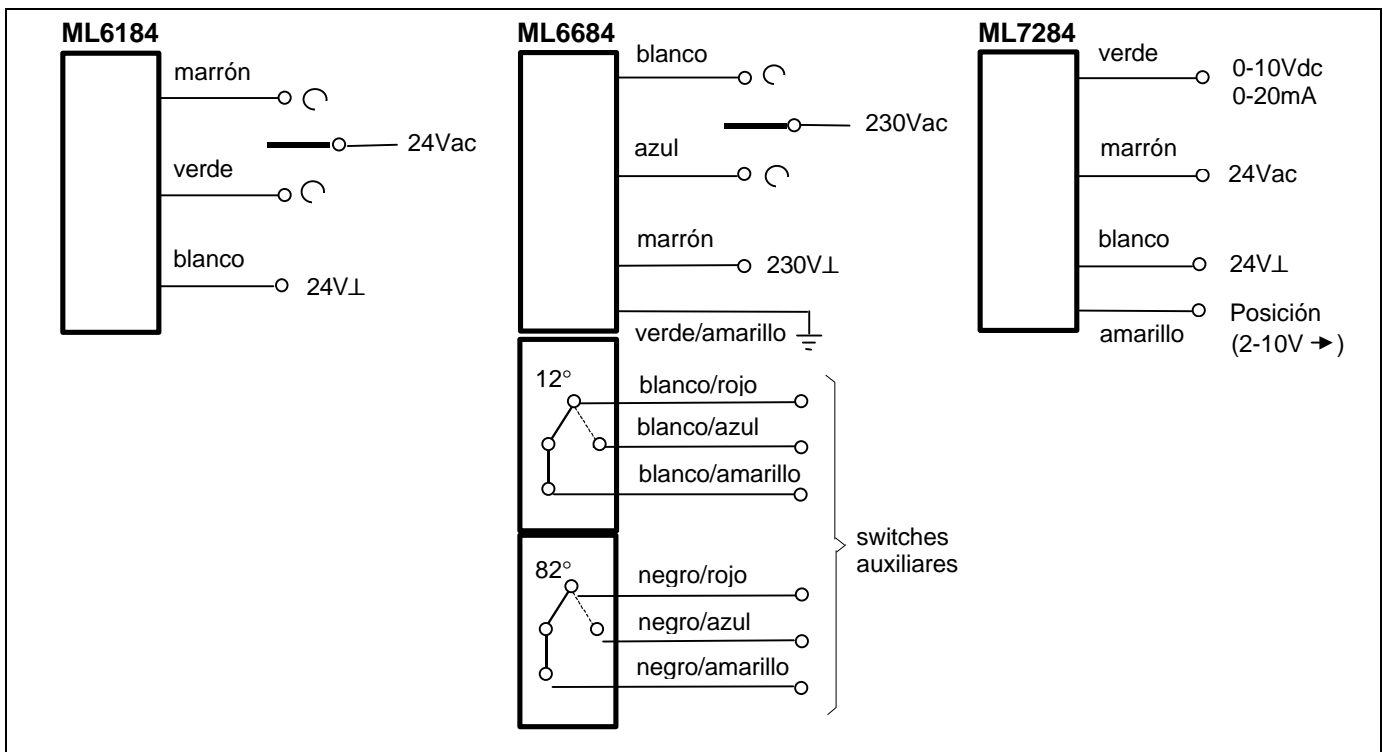 ML6184
marrón
24Vac
verde
blanco
24V⊥
ML6684
blanco
230Vac
azul
marrón
230V⊥
verde/amarillo
12°
blanco/rojo
blanco/azul
blanco/amarillo
82°
negro/rojo
negro/azul
negro/amarillo
switches
auxiliares
ML7284
verde
0-10Vdc
0-20mA
marrón
24Vac
blanco
24V⊥
amarillo
Posición
(2-10V ➔)